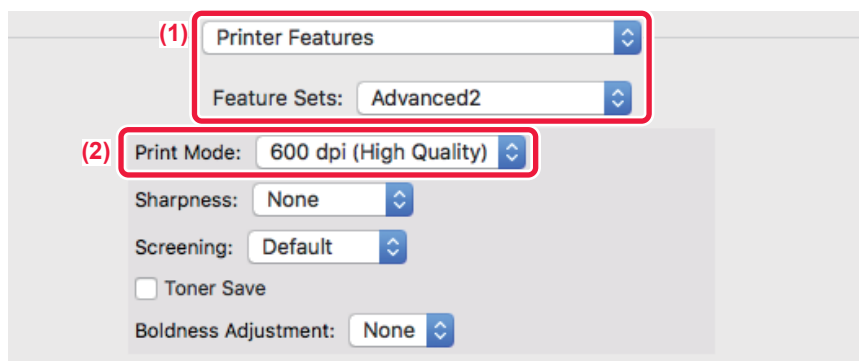 (1) Printer Features
Feature Sets: Advanced2
(2) Print Mode: 600 dpi (High Quality)
Sharpness: None
Screening: Default
Toner Save
Boldness Adjustment: None